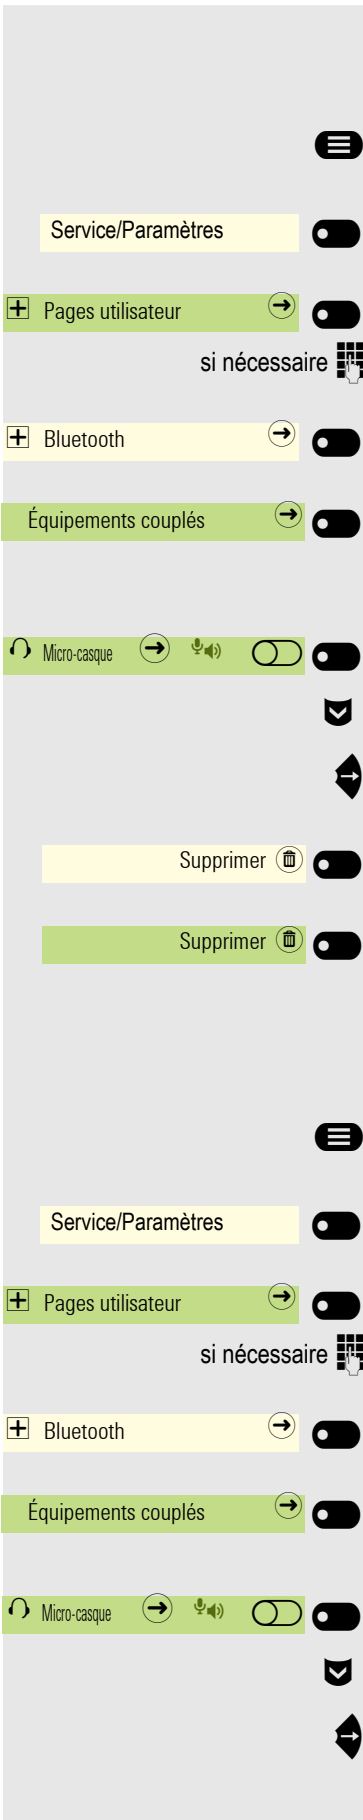 Service/Paramètres
Pages utilisateur
si nécessaire
Bluetooth
Équipements couplés
Micro-casque
Supprimer
Supprimer
Service/Paramètres
Pages utilisateur
si nécessaire
Bluetooth
Équipements couplés
Micro-casque